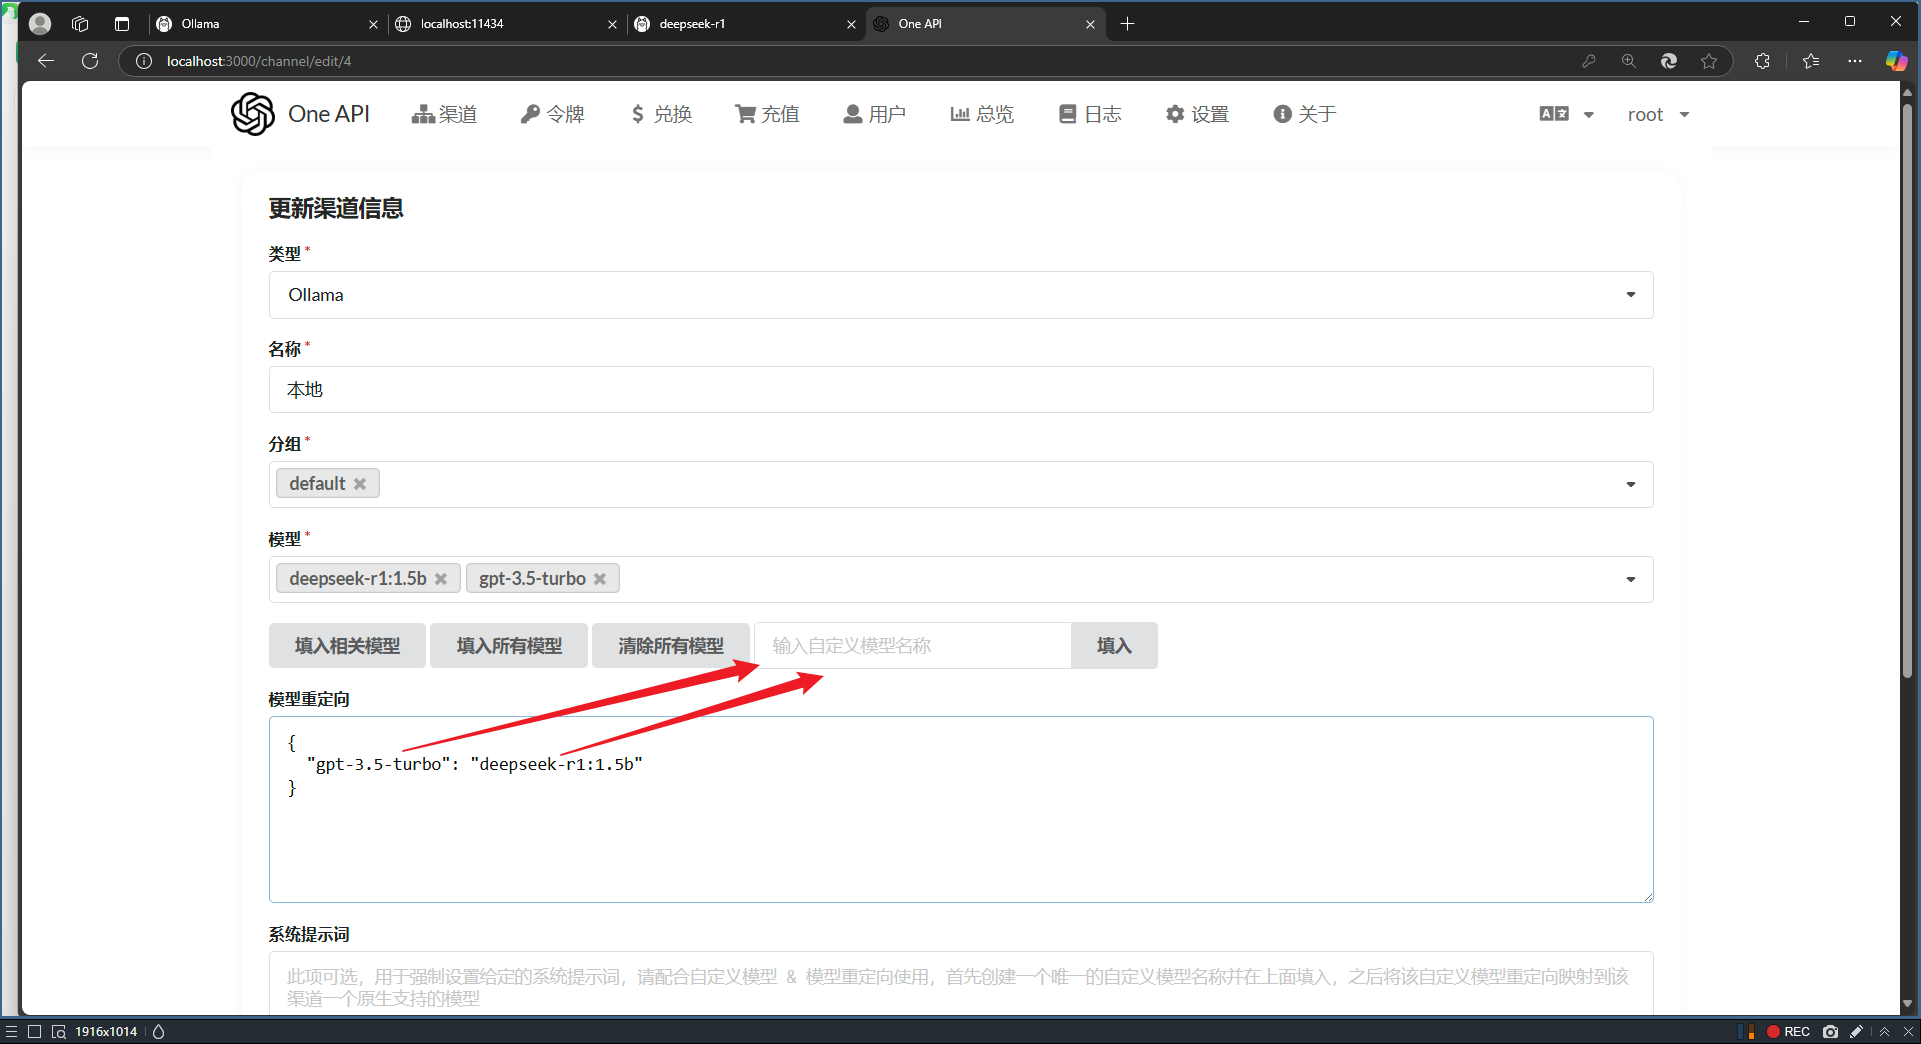 Ollama
localhost:11434
deepseek-r1
One API
localhost:3000/channel/edit/4
One API
渠道
令牌
兑换
充值
用户
总览
日志
设置
关于
root
更新渠道信息
类型*
Ollama
名称*
本地
分组*
default
模型*
deepseek-r1:1.5b
gpt-3.5-turbo
填入相关模型
填入所有模型
清除所有模型
输入自定义模型名称
填入
模型重定向
{
"gpt-3.5-turbo": "deepseek-r1:1.5b"
}
系统提示词
此项可选，用于强制设置给定的系统提示词，请配合自定义模型 & 模型重定向使用，首先创建一个唯一的自定义模型名称并在上面填入，之后将该自定义模型重定向映射到该
渠道一个原生支持的模型
1916x1014
REC